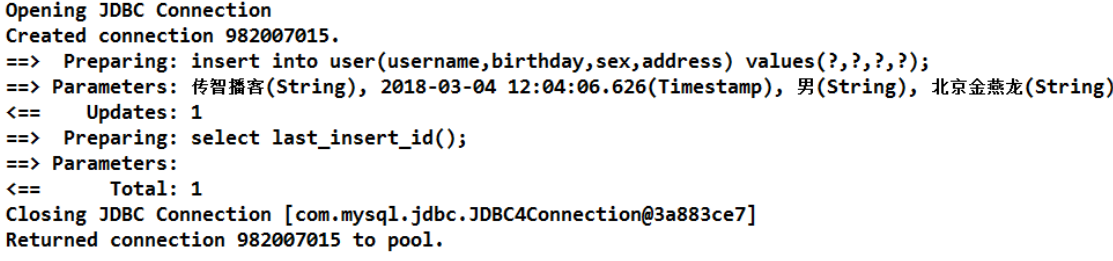 Opening JDBC Connection
Created connection 982007015.
==>  Preparing: insert into user(username,birthday,sex,address) values(?,?,?,?);
==> Parameters: 传智播客(String), 2018-03-04 12:04:06.626(Timestamp), 男(String), 北京金燕龙(String)
<==    Updates: 1
==>  Preparing: select last_insert_id();
==> Parameters:
<==      Total: 1
Closing JDBC Connection [com.mysql.jdbc.JDBC4Connection@3a883ce7]
Returned connection 982007015 to pool.